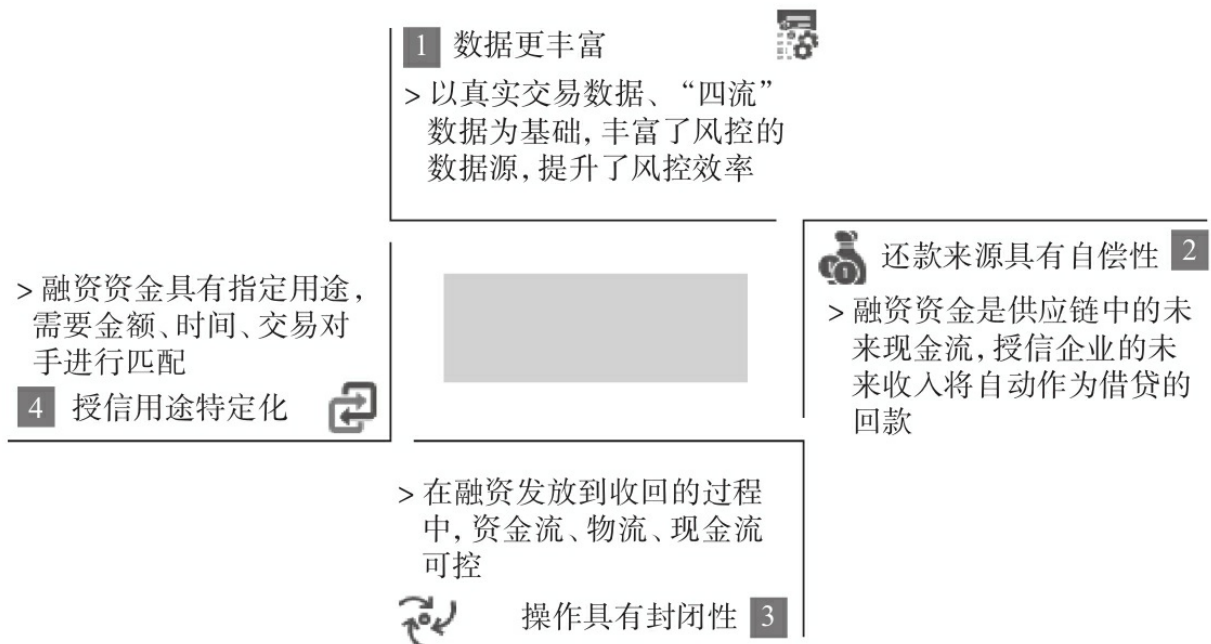 1 数据更丰富
> 以真实交易数据、“四流”
数据为基础,丰富了风控的
数据源,提升了风控效率
还款来源具有自偿性 2
> 融资资金是供应链中的未
来现金流,授信企业的未
来收入将自动作为借贷的
回款
> 在融资发放到收回的过程
中,资金流、物流、现金流
可控
操作具有封闭性 3
> 融资资金具有指定用途,
需要金额、时间、交易对
手进行匹配
4 授信用途特定化